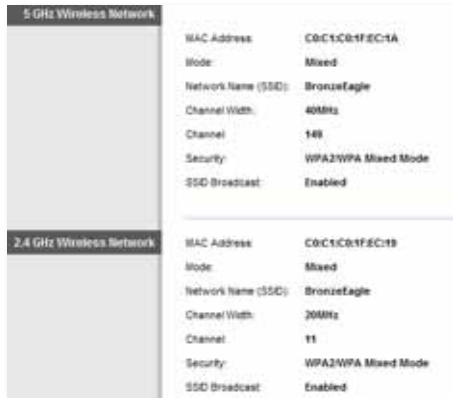 5 GHz Wireless Network
MAC Address: C0:C1:C0:1F:EC:1A
Mode: Mixed
Network Name (SSID): BronzeEagle
Channel Width: 40MHz
Channel: 149
Security: WPA2/WPA Mixed Mode
SSID Broadcast: Enabled
2.4 GHz Wireless Network
MAC Address: C0:C1:C0:1F:EC:19
Mode: Mixed
Network Name (SSID): BronzeEagle
Channel Width: 20MHz
Channel: 11
Security: WPA2/WPA Mixed Mode
SSID Broadcast: Enabled